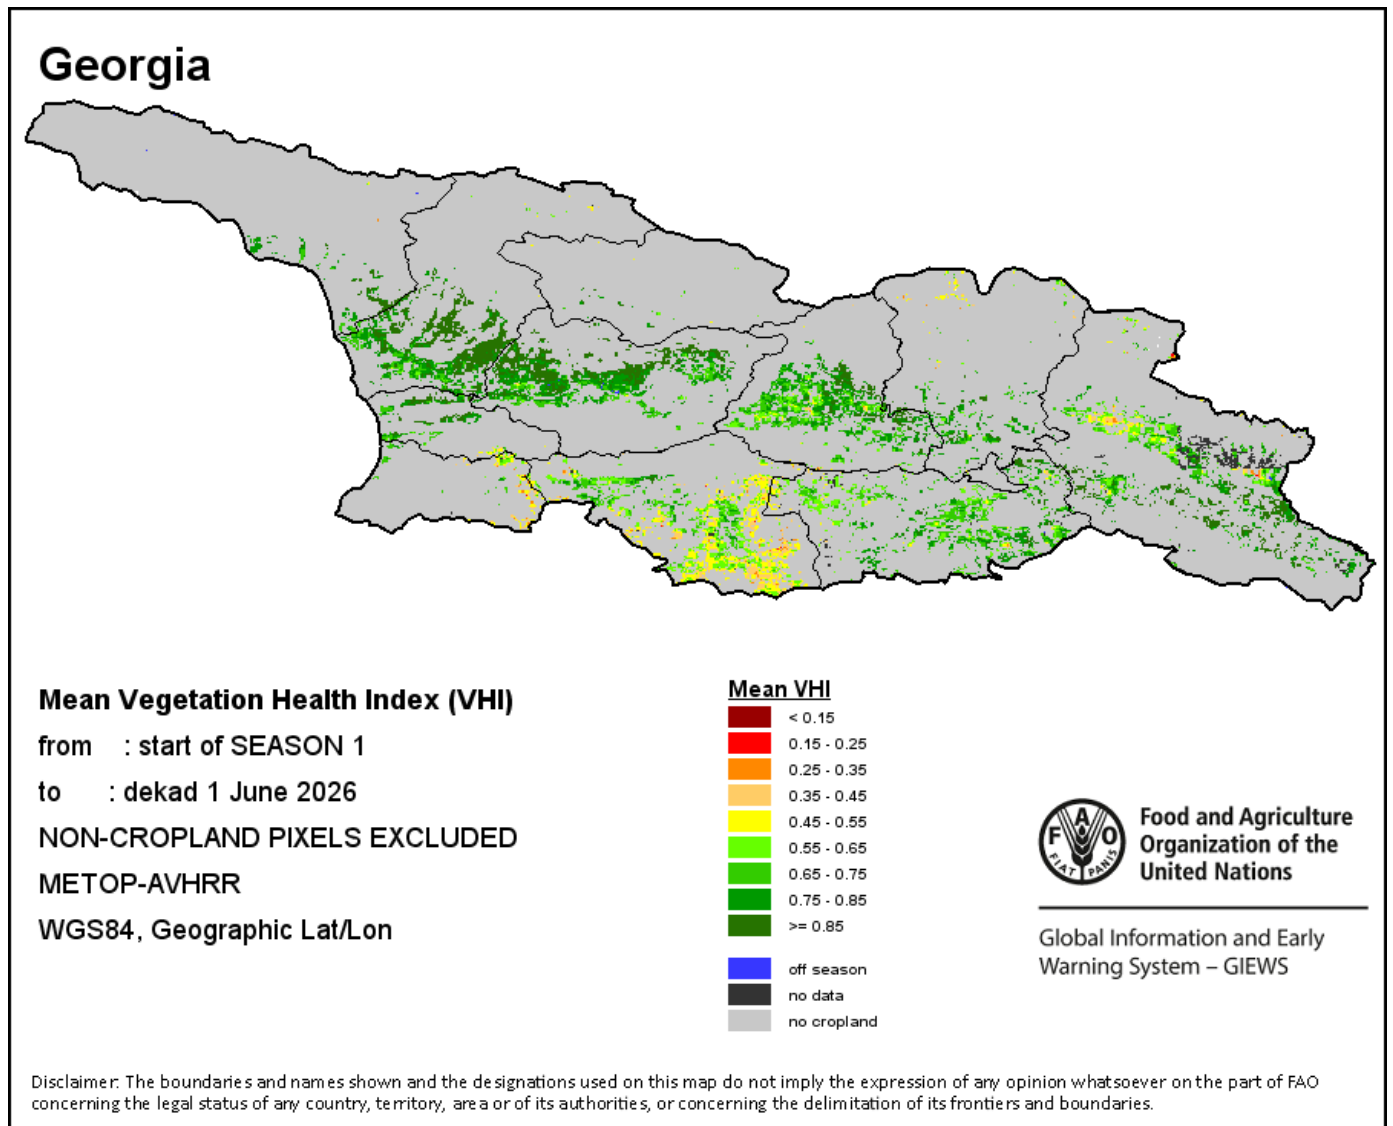 Georgia
Mean Vegetation Health Index (VHI)
from : start of SEASON 1
to : dekad 1 June 2026
NON-CROPLAND PIXELS EXCLUDED
METOP-AVHRR
WGS84, Geographic Lat/Lon
Mean VHI
< 0.15
0.15 - 0.25
0.25 - 0.35
0.35 - 0.45
0.45 - 0.55
0.55 - 0.65
0.65 - 0.75
0.75 - 0.85
>= 0.85
off season
no data
no cropland
F A O
FIAT PANIS
Food and Agriculture
Organization of the
United Nations
Global Information and Early
Warning System – GIEWS
Disclaimer: The boundaries and names shown and the designations used on this map do not imply the expression of any opinion whatsoever on the part of FAO
concerning the legal status of any country, territory, area or of its authorities, or concerning the delimitation of its frontiers and boundaries.